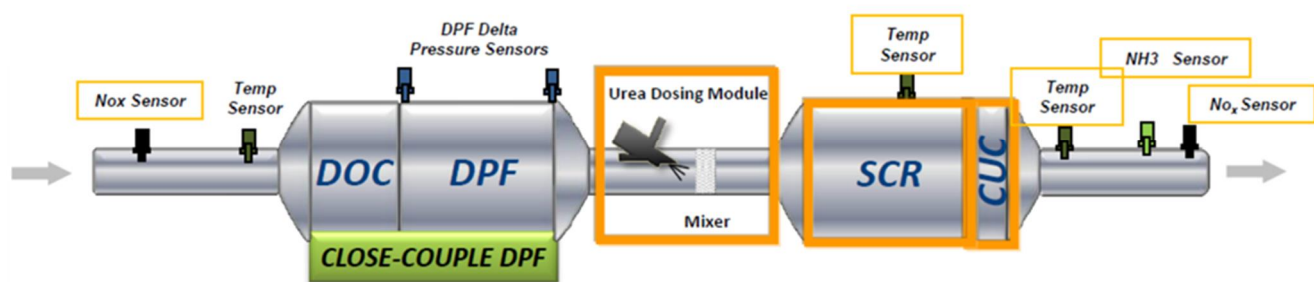 Nox Sensor
Temp
Sensor
DPF Delta
Pressure Sensors
Urea Dosing Module
Mixer
Temp
Sensor
Temp
Sensor
NH3 Sensor
Noₓ Sensor
DOC
DPF
SCR
CUC
CLOSE-COUPLE DPF